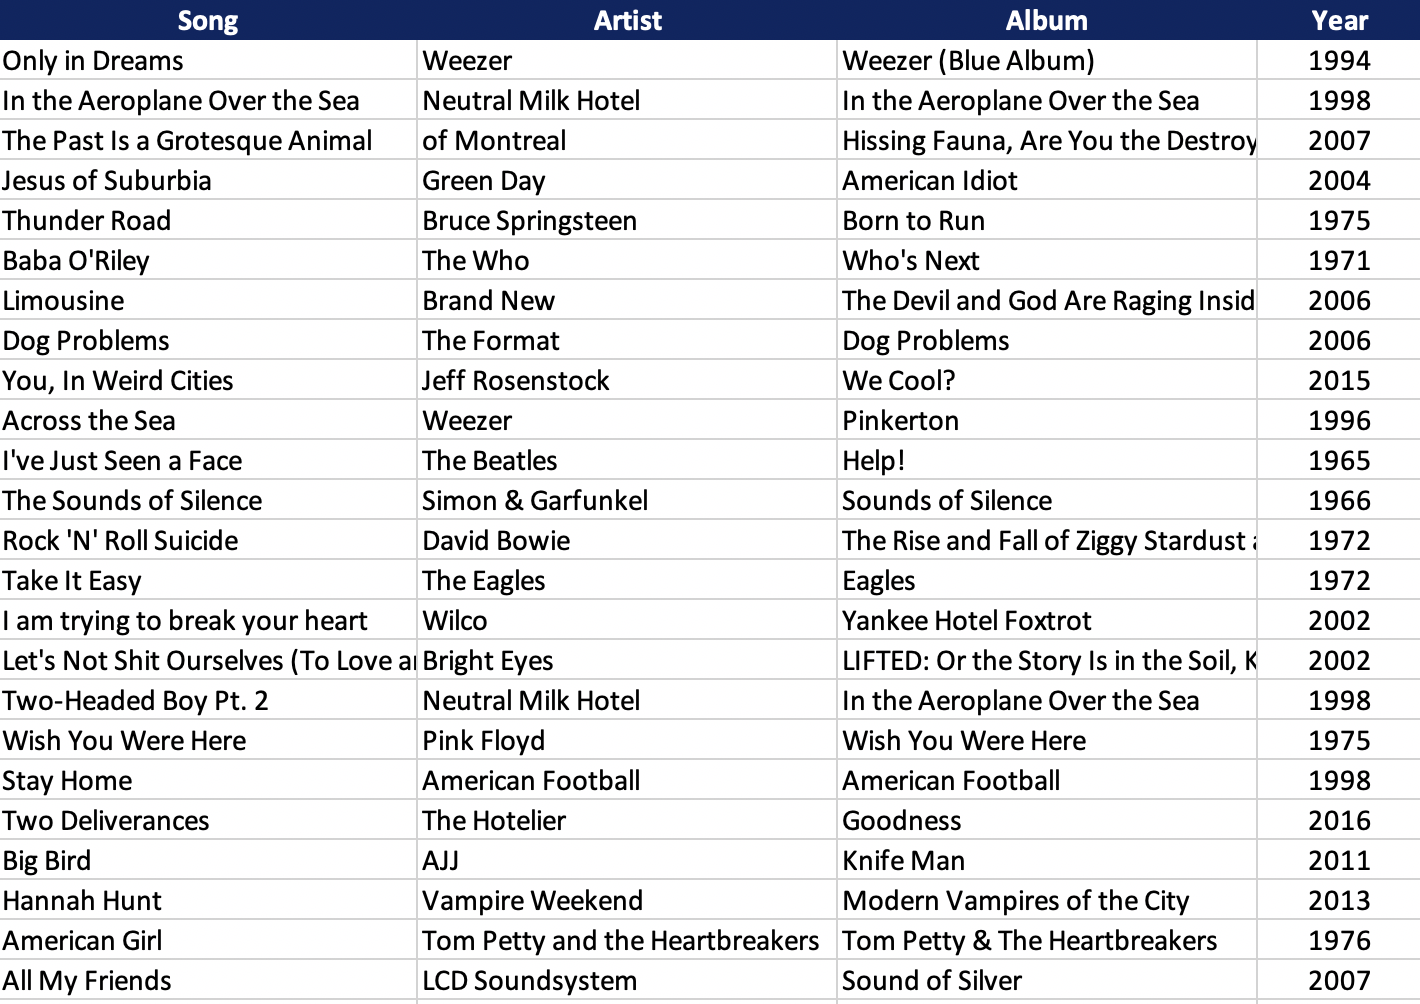 Song Artist Album Year
Only in Dreams Weezer Weezer (Blue Album) 1994
In the Aeroplane Over the Sea Neutral Milk Hotel In the Aeroplane Over the Sea 1998
The Past Is a Grotesque Animal of Montreal Hissing Fauna, Are You the Destroy 2007
Jesus of Suburbia Green Day American Idiot 2004
Thunder Road Bruce Springsteen Born to Run 1975
Baba O'Riley The Who Who's Next 1971
Limousine Brand New The Devil and God Are Raging Insid 2006
Dog Problems The Format Dog Problems 2006
You, In Weird Cities Jeff Rosenstock We Cool? 2015
Across the Sea Weezer Pinkerton 1996
I've Just Seen a Face The Beatles Help! 1965
The Sounds of Silence Simon & Garfunkel Sounds of Silence 1966
Rock 'N' Roll Suicide David Bowie The Rise and Fall of Ziggy Stardust 1972
Take It Easy The Eagles Eagles 1972
I am trying to break your heart Wilco Yankee Hotel Foxtrot 2002
Let's Not Shit Ourselves (To Love a Bright Eyes LIFTED: Or the Story Is in the Soil, K 2002
Two-Headed Boy Pt. 2 Neutral Milk Hotel In the Aeroplane Over the Sea 1998
Wish You Were Here Pink Floyd Wish You Were Here 1975
Stay Home American Football American Football 1998
Two Deliverances The Hotelier Goodness 2016
Big Bird AJJ Knife Man 2011
Hannah Hunt Vampire Weekend Modern Vampires of the City 2013
American Girl Tom Petty and the Heartbreakers Tom Petty & The Heartbreakers 1976
All My Friends LCD Soundsystem Sound of Silver 2007